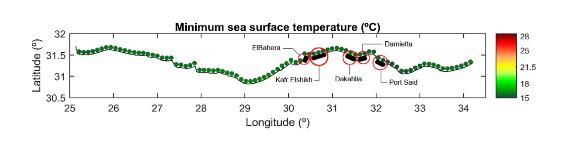 Minimum sea surface temperature (ºC)
Latitude (º)
32
31.5
31
30.5
ElBahera
Kafr Elshikh
Dakahlia
Damietta
Port Said
25 26 27 28 29 30 31 32 33 34
Longitude (º)
28
25
21.5
18
15